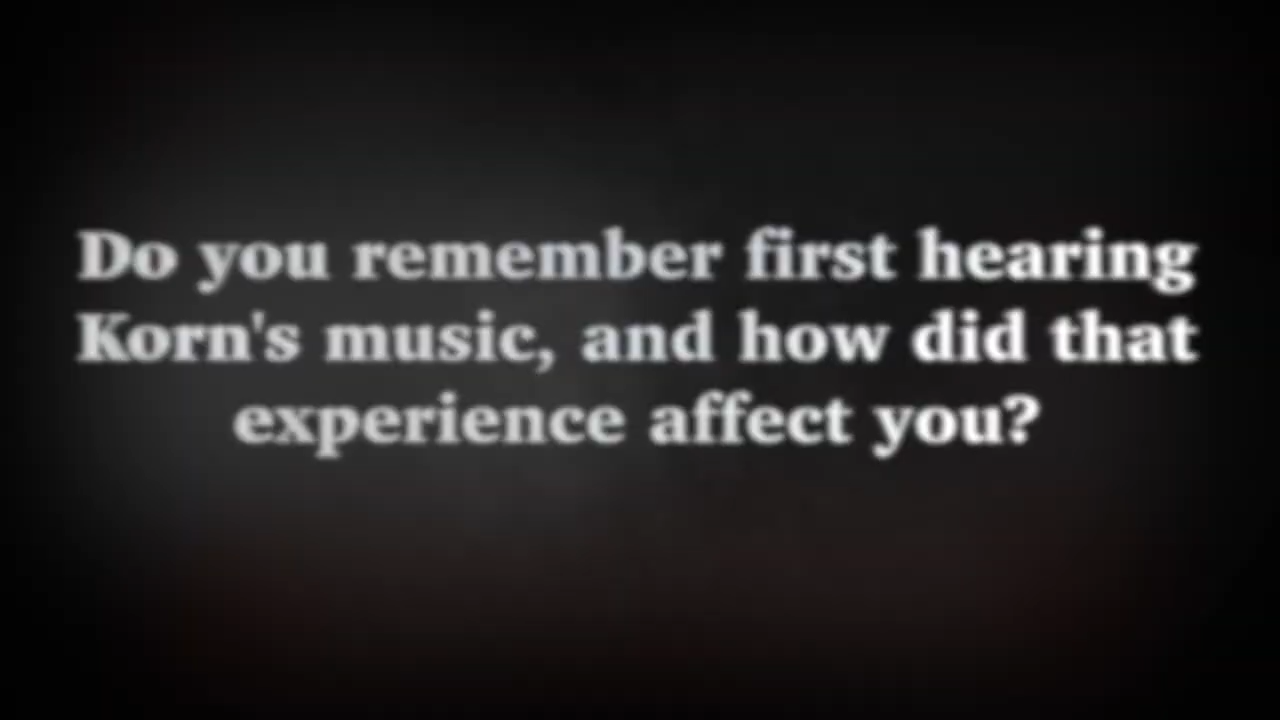 Do you remember first hearing
Korn's music, and how did that
experience affect you?